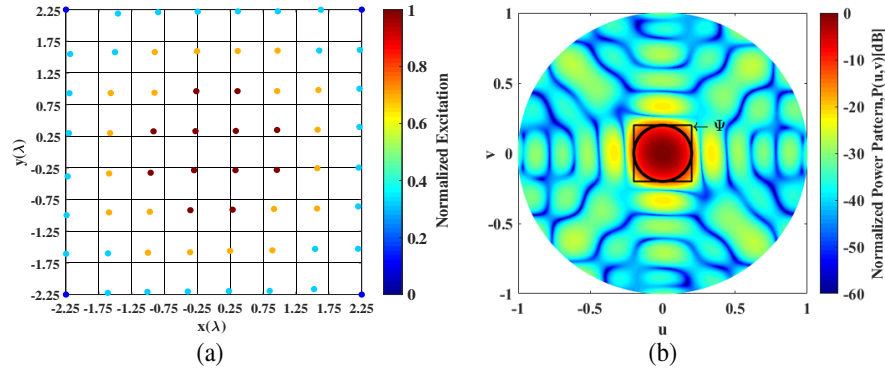 2.25
1.75
1.25
0.75
0.25
-0.25
-0.75
-1.25
-1.75
-2.25
y(λ)
-2.25 -1.75 -1.25 -0.75 -0.25 0.25 0.75 1.25 1.75 2.25
x(λ)
1
0.8
0.6
0.4
0.2
0
Normalized Excitation
(a)
1
0.5
0
-0.5
-1
v
Ψ
-1 -0.5 0 0.5 1
u
0
-10
-20
-30
-40
-50
-60
Normalized Power Pattern,P(u,v)[dB]
(b)